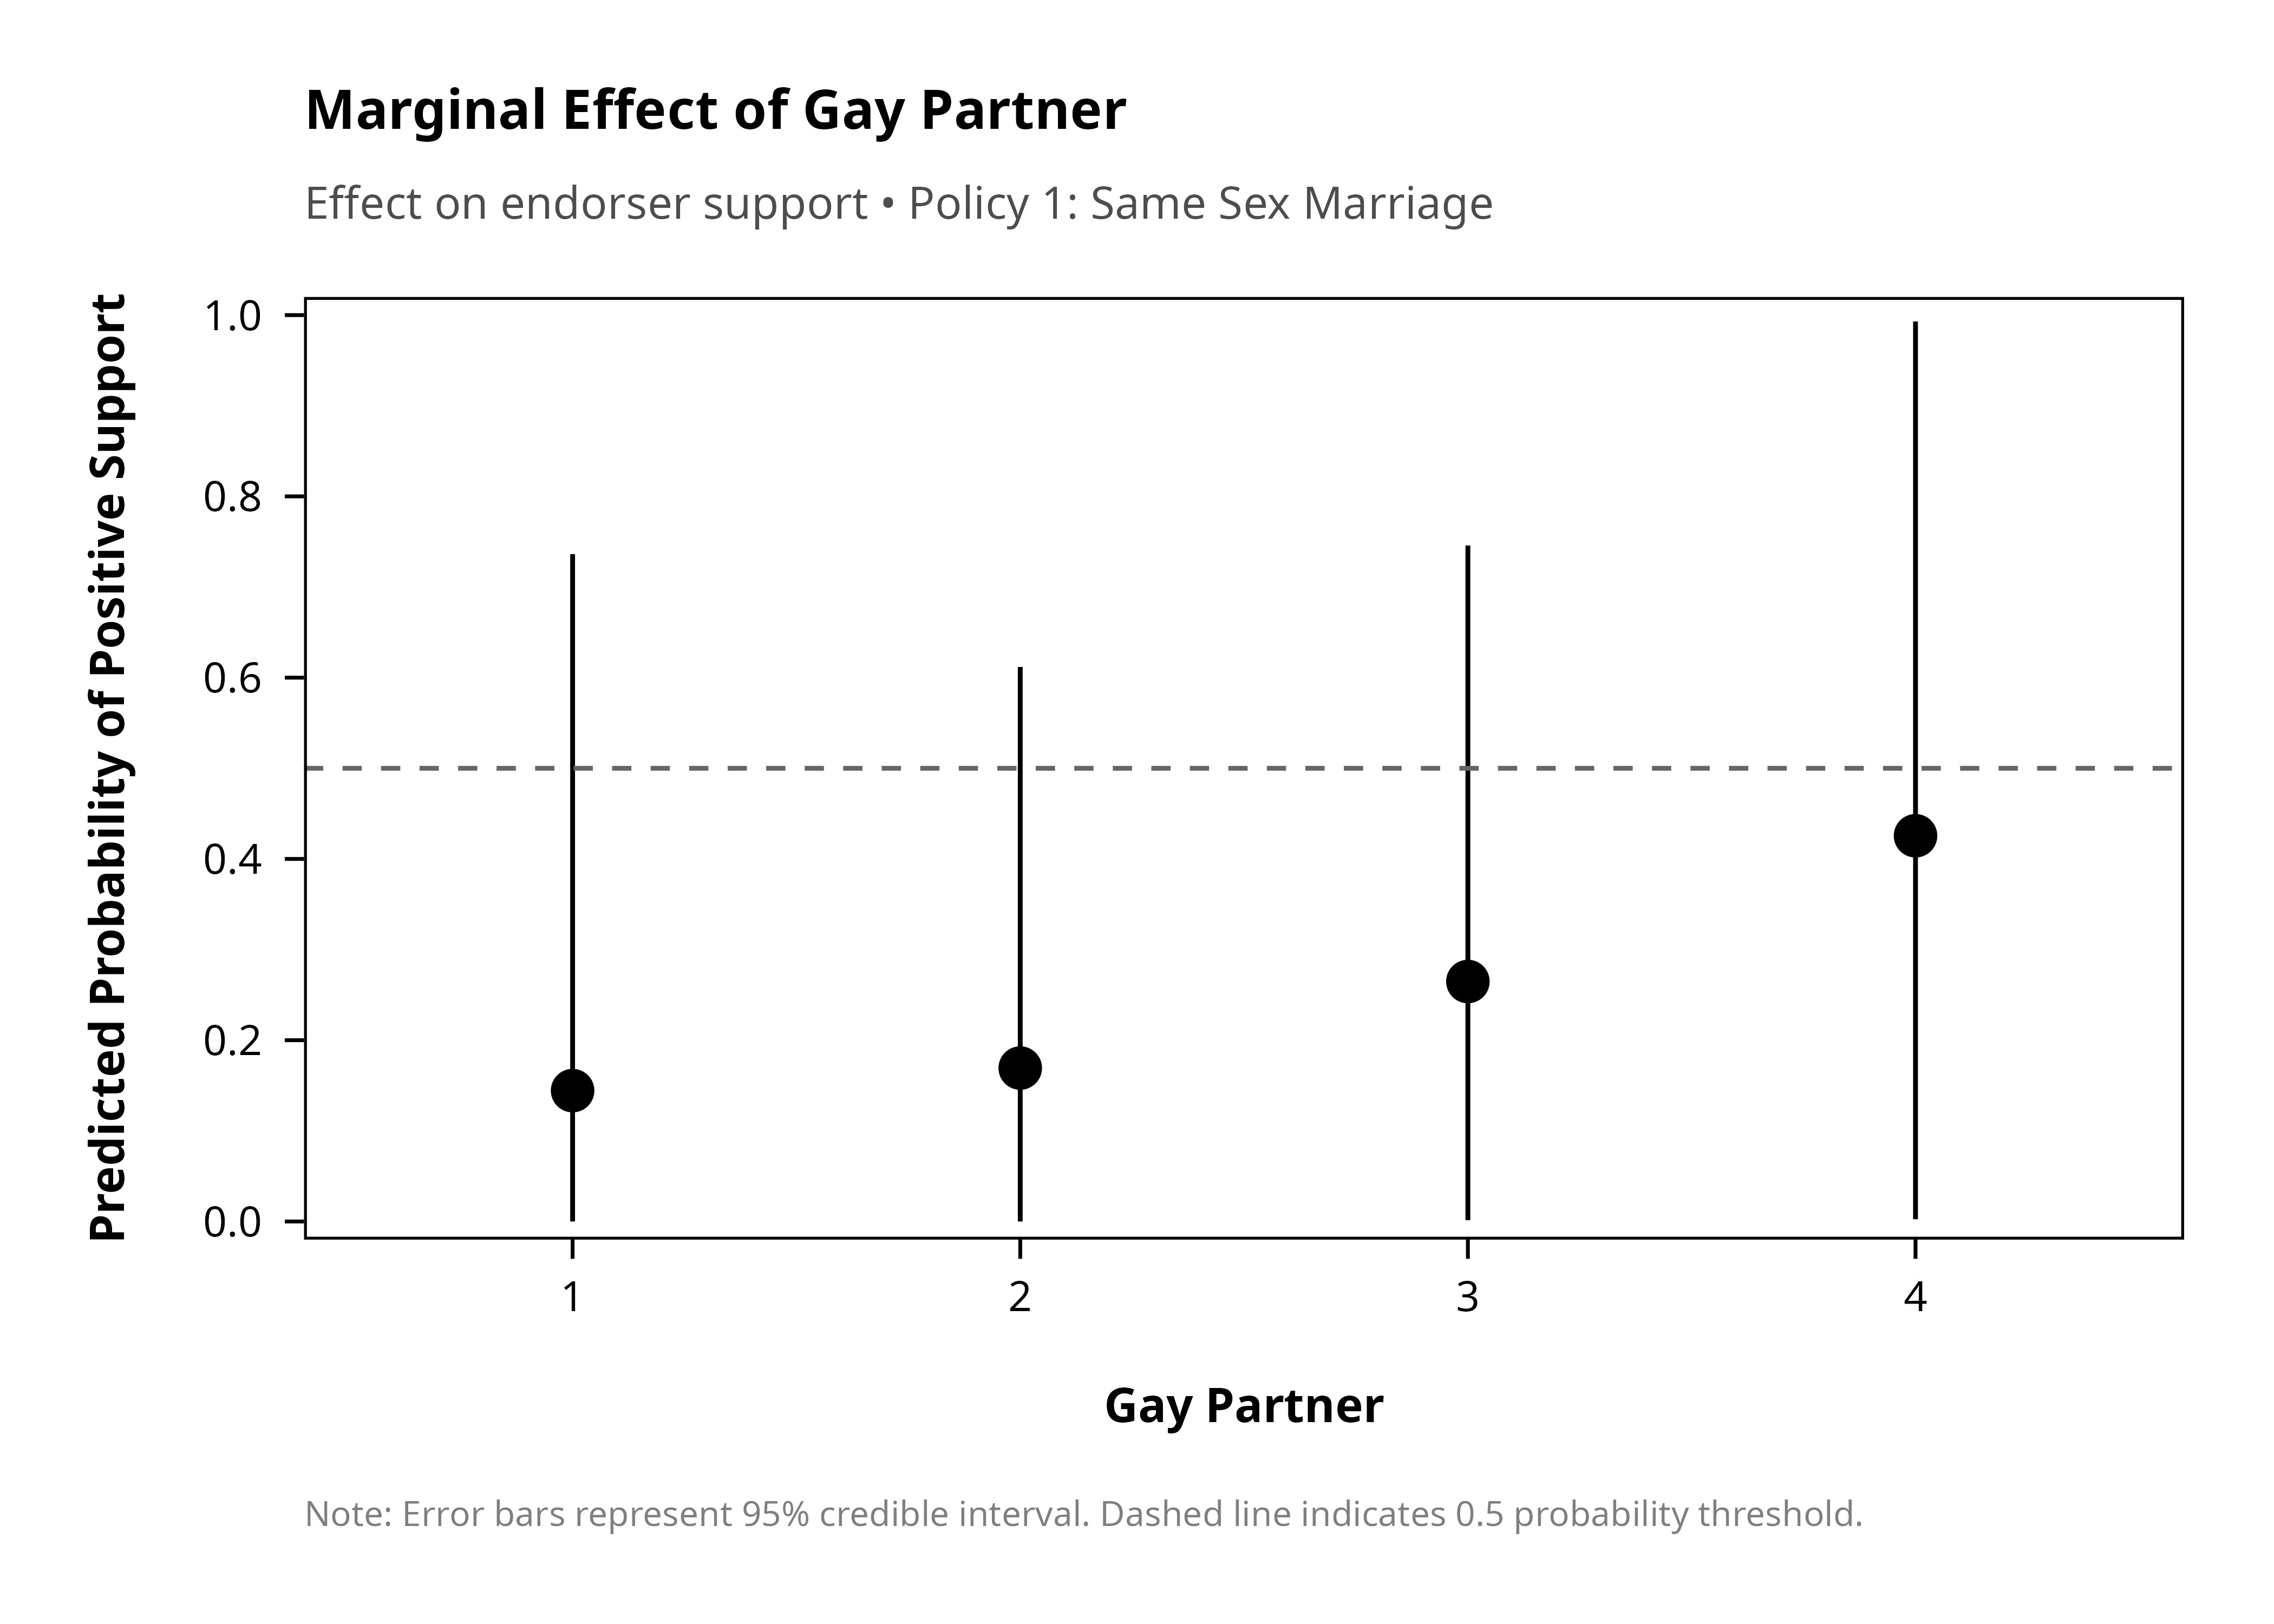 Marginal Effect of Gay Partner
Effect on endorser support • Policy 1: Same Sex Marriage
Predicted Probability of Positive Support
1.0
0.8
0.6
0.4
0.2
0.0
1
2
3
4
Gay Partner
Note: Error bars represent 95% credible interval. Dashed line indicates 0.5 probability threshold.